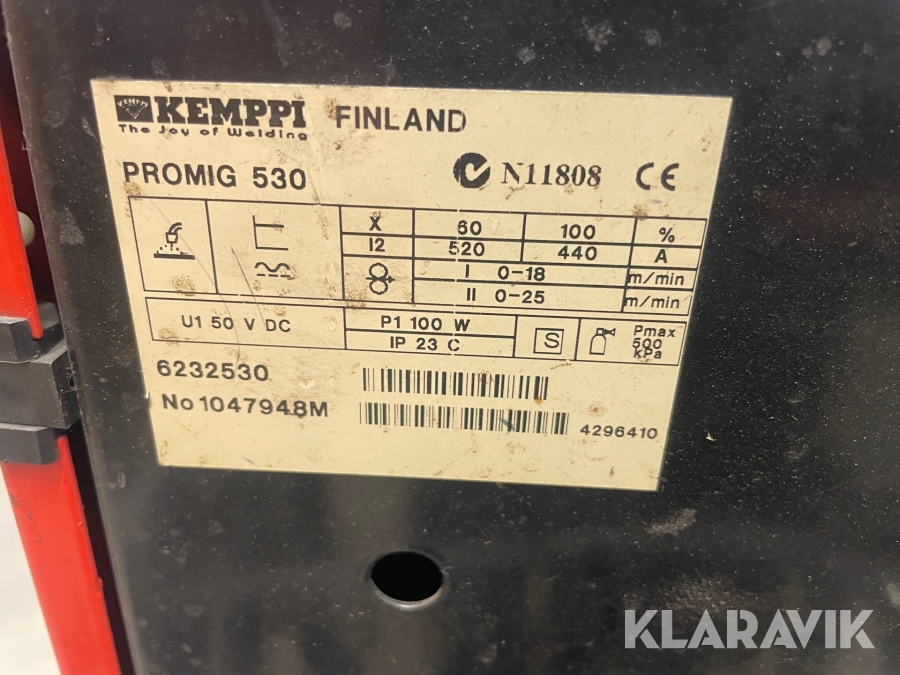 KEMPPI FINLAND
The Joy of Welding
PROMIG 530 N11808 CE
X 60 100 %
I2 520 440 A
I 0-18 m/min
II 0-25 m/min
U1 50 V DC P1 100 W S Pmax 500 kPa
IP 23 C
6232530
No 1047948M
4296410
KLARAVIK